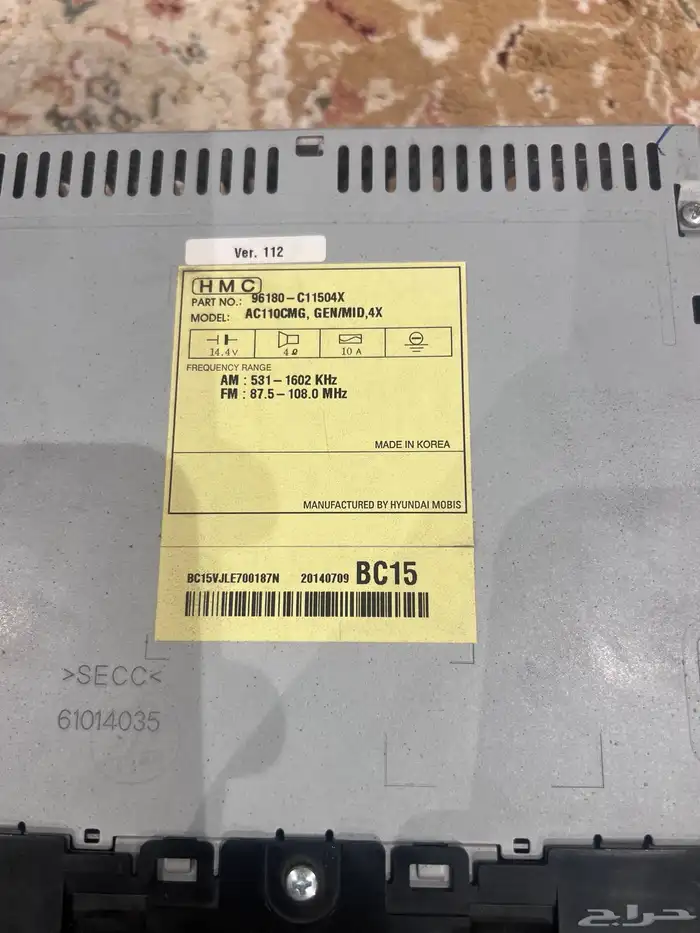 Ver. 112
HMC
PART NO.: 96180-C11504X
MODEL: AC110CMG, GEN/MID,4X
14.4V 4Ω 10A
FREQUENCY RANGE
AM : 531-1602 KHz
FM : 87.5-108.0 MHz
MADE IN KOREA
MANUFACTURED BY HYUNDAI MOBIS
BC15VJLE700187N 20140709 BC15
>SECC<
61014035
حراج